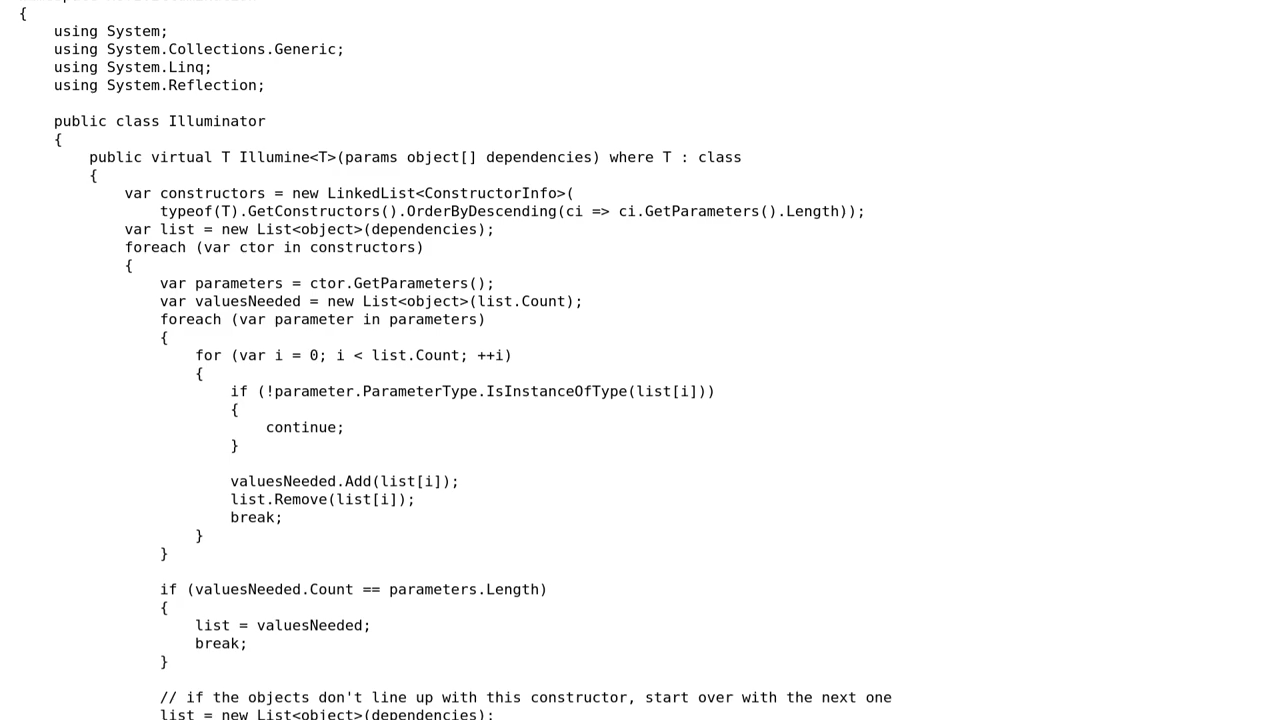 {
    using System;
    using System.Collections.Generic;
    using System.Linq;
    using System.Reflection;

    public class Illuminator
    {
        public virtual T Illumine<T>(params object[] dependencies) where T : class
        {
            var constructors = new LinkedList<ConstructorInfo>(
                typeof(T).GetConstructors().OrderByDescending(ci => ci.GetParameters().Length));
            var list = new List<object>(dependencies);
            foreach (var ctor in constructors)
            {
                var parameters = ctor.GetParameters();
                var valuesNeeded = new List<object>(list.Count);
                foreach (var parameter in parameters)
                {
                    for (var i = 0; i < list.Count; ++i)
                    {
                        if (!parameter.ParameterType.IsInstanceOfType(list[i]))
                        {
                            continue;
                        }

                        valuesNeeded.Add(list[i]);
                        list.Remove(list[i]);
                        break;
                    }
                }

                if (valuesNeeded.Count == parameters.Length)
                {
                    list = valuesNeeded;
                    break;
                }

                // if the objects don't line up with this constructor, start over with the next one
                list = new List<object>(dependencies);